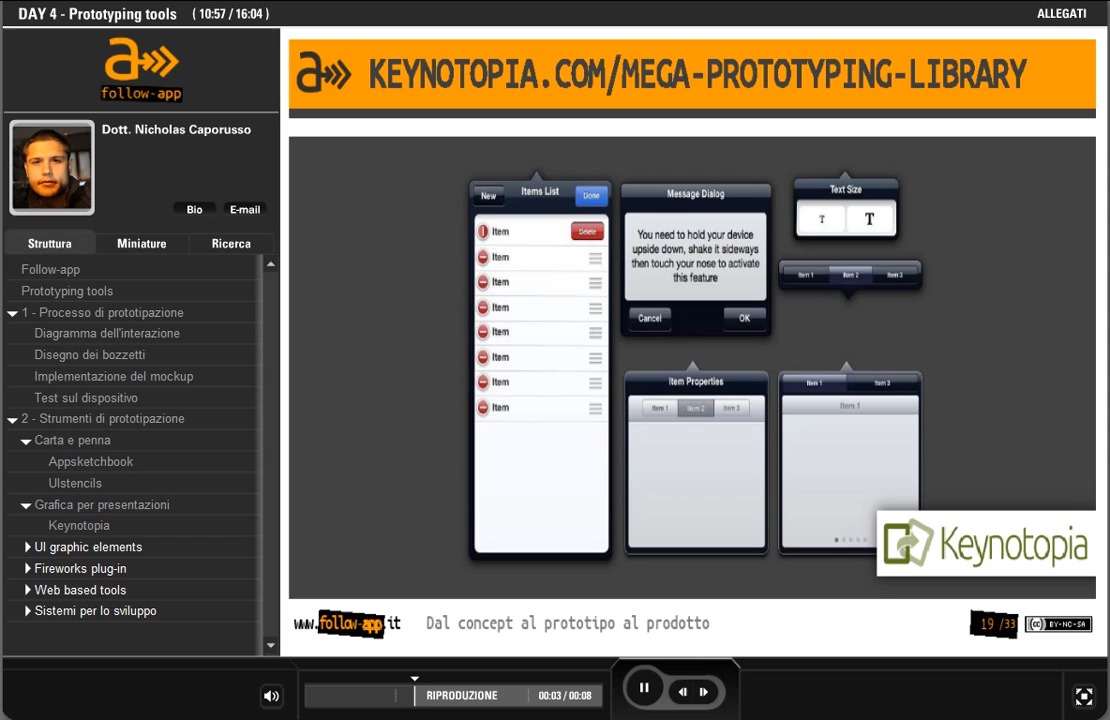 DAY 4 - Prototyping tools ( 10:57 / 16:04 )
ALLEGATI
a
follow-app
Dott. Nicholas Caporusso
Bio E-mail
Struttura Miniature Ricerca
Follow-app
Prototyping tools
1 - Processo di prototipazione
Diagramma dell'interazione
Disegno dei bozzetti
Implementazione del mockup
Test sul dispositivo
2 - Strumenti di prototipazione
Carta e penna
Appsketchbook
UIstencils
Grafica per presentazioni
Keynotopia
UI graphic elements
Fireworks plug-in
Web based tools
Sistemi per lo sviluppo
a KEYNOTOPIA.COM/MEGA-PROTOTYPING-LIBRARY
New Items List Done
Item Delete
Item
Item
Item
Item
Item
Item
Item
Message Dialog
You need to hold your device
upside down, shake it sideways
then touch your nose to activate
this feature
Cancel OK
Text Size
T T
Item 1 Item 2 Item 3
Item Properties
Item 1 Item 2 Item 3
Item 1 Item 3
Item 1
Keynotopia
www.follow-app.it Dal concept al prototipo al prodotto
19 /33 (cc) BY-NC-SA
RIPRODUZIONE 00:03 / 00:08